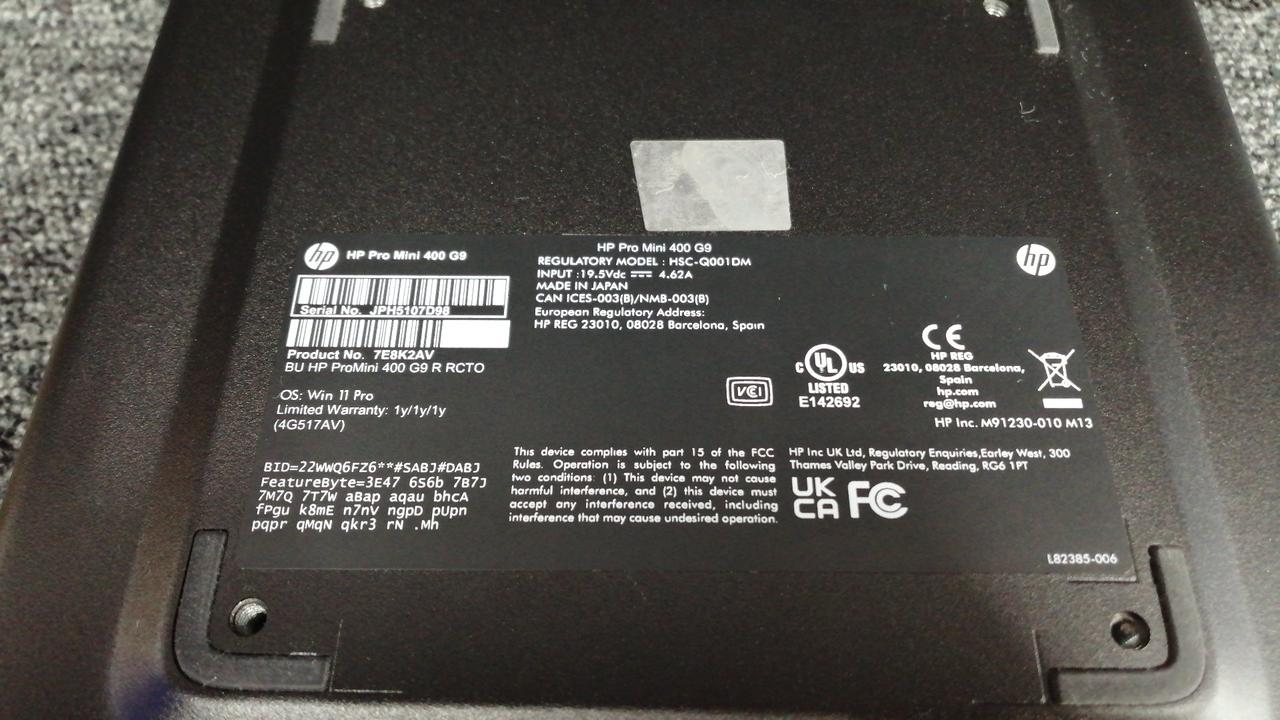 hp HP Pro Mini 400 G9
Serial No. JPH5107D98
Product No. 7E8K2AV
BU HP ProMini 400 G9 R RCTO
OS: Win 11 Pro
Limited Warranty: 1y/1y/1y
(4G517AV)
BID=22WWQ6FZ6**#SABJ#DABJ
FeatureByte=3E47 6S6b 7B7J
7M7Q 7T7W aBap aqau bhcA
fPgu k8mE n7nV ngpD pUpn
pqpr qMqN qkr3 rN .Mh
HP Pro Mini 400 G9
REGULATORY MODEL : HSC-Q001DM
INPUT :19.5Vdc ⎓ 4.62A
MADE IN JAPAN
CAN ICES-003(B)/NMB-003(B)
European Regulatory Address:
HP REG 23010, 08028 Barcelona, Spain
hp
VCCI
C UL US
LISTED
E142692
CE
HP REG
23010, 08028 Barcelona,
Spain
hp.com
reg@hp.com
HP Inc. M91230-010 M13
This device complies with part 15 of the FCC
Rules. Operation is subject to the following
two conditions: (1) This device may not cause
harmful interference, and (2) this device must
accept any interference received, including
interference that may cause undesired operation.
HP Inc UK Ltd, Regulatory Enquiries,Earley West, 300
Thames Valley Park Drive, Reading, RG6 1PT
UK
CA FC
L82385-006